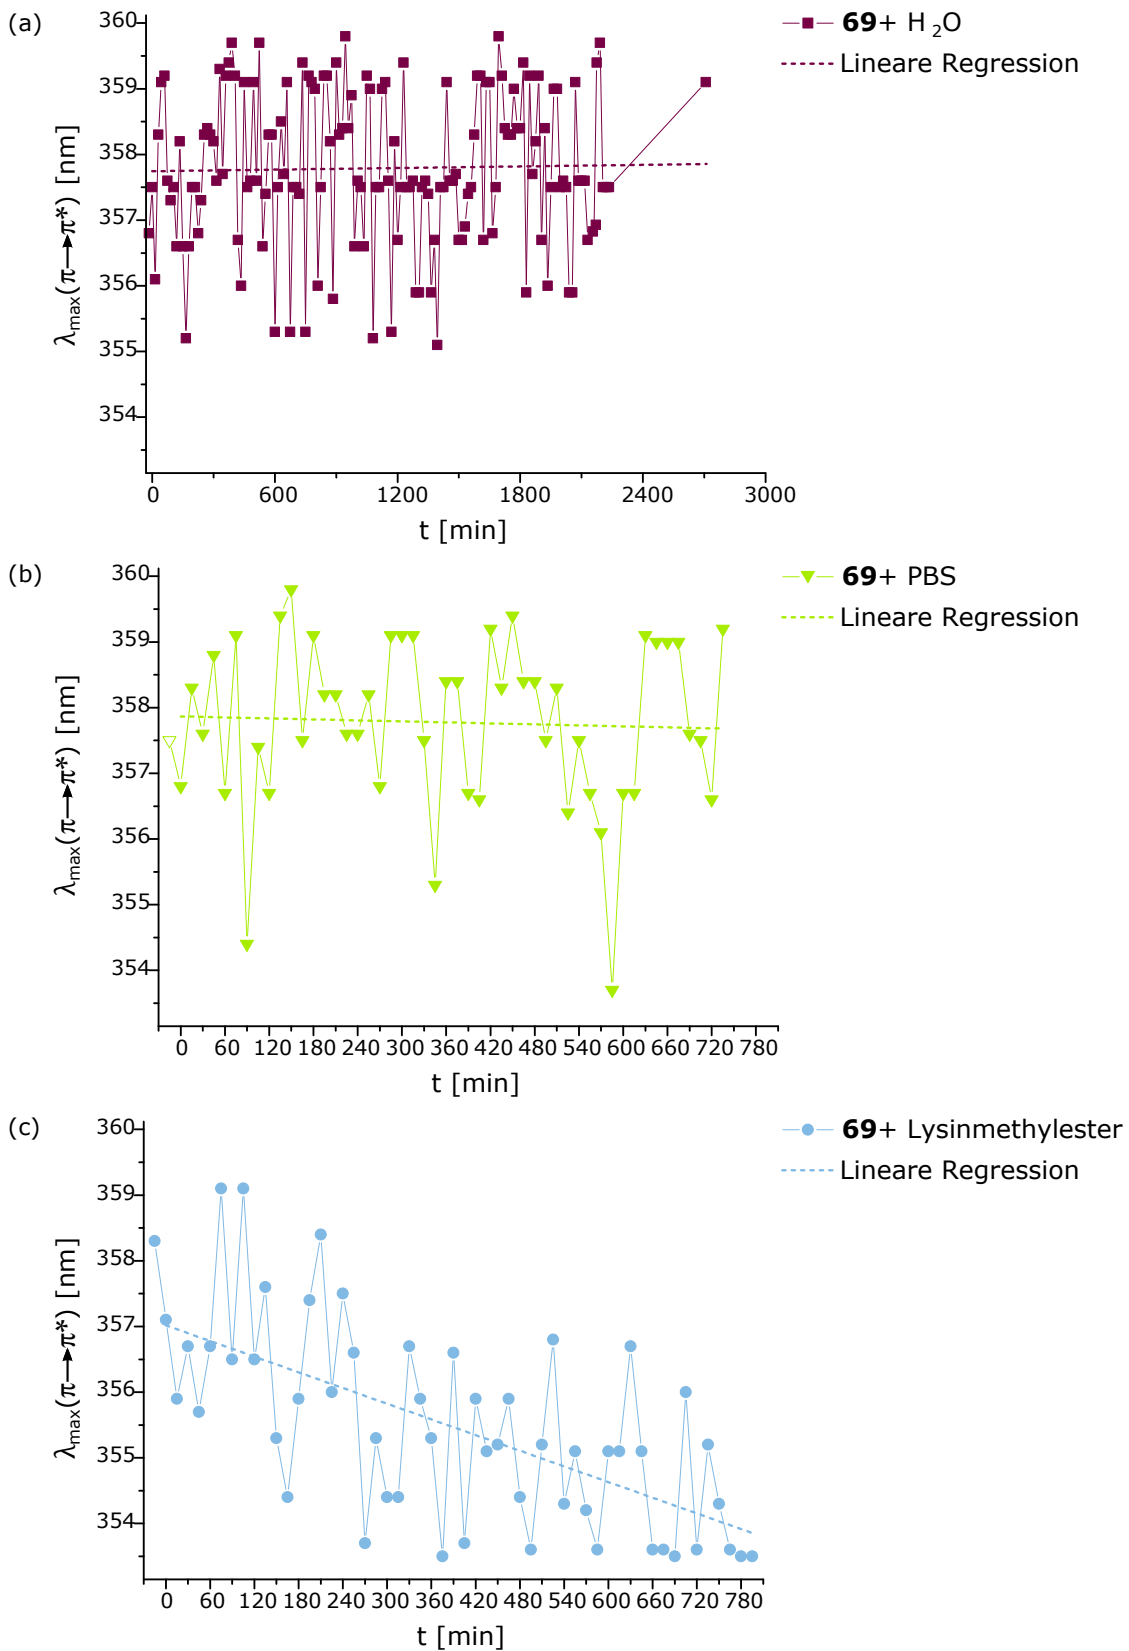 (a)
69+ H₂O
Lineare Regression
360
359
358
357
356
355
354
λmax(π→π*) [nm]
0 600 1200 1800 2400 3000
t [min]
(b)
69+ PBS
Lineare Regression
360
359
358
357
356
355
354
λmax(π→π*) [nm]
0 60 120 180 240 300 360 420 480 540 600 660 720 780
t [min]
(c)
69+ Lysinmethylester
Lineare Regression
360
359
358
357
356
355
354
λmax(π→π*) [nm]
0 60 120 180 240 300 360 420 480 540 600 660 720 780
t [min]